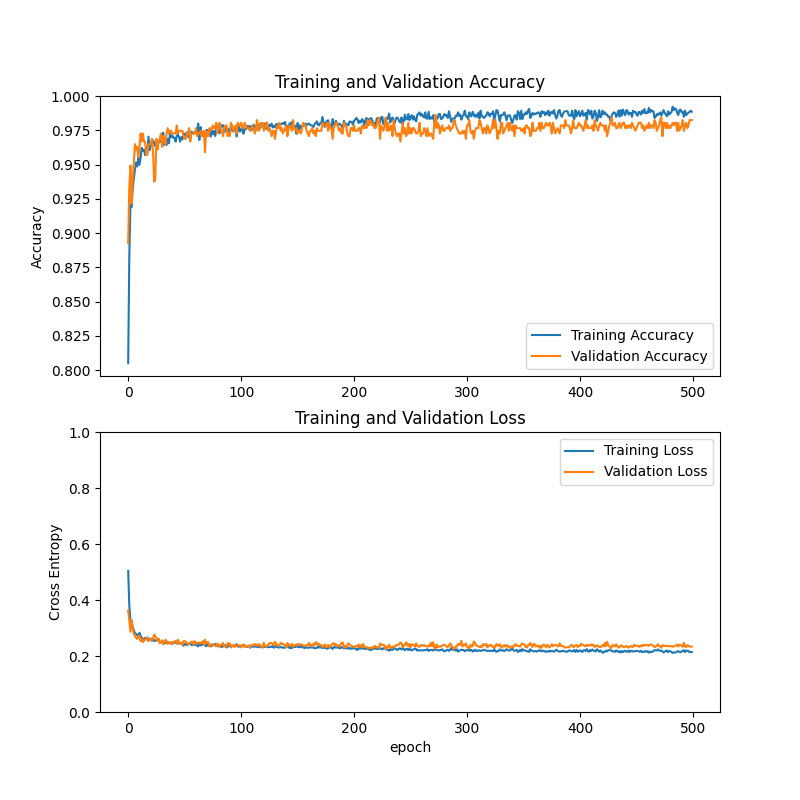 Training and Validation Accuracy
1.000
0.975
0.950
0.925
0.900
0.875
0.850
0.825
0.800
Accuracy
Training Accuracy
Validation Accuracy
0 100 200 300 400 500
Training and Validation Loss
1.0
0.8
0.6
0.4
0.2
0.0
Cross Entropy
Training Loss
Validation Loss
0 100 200 300 400 500
epoch